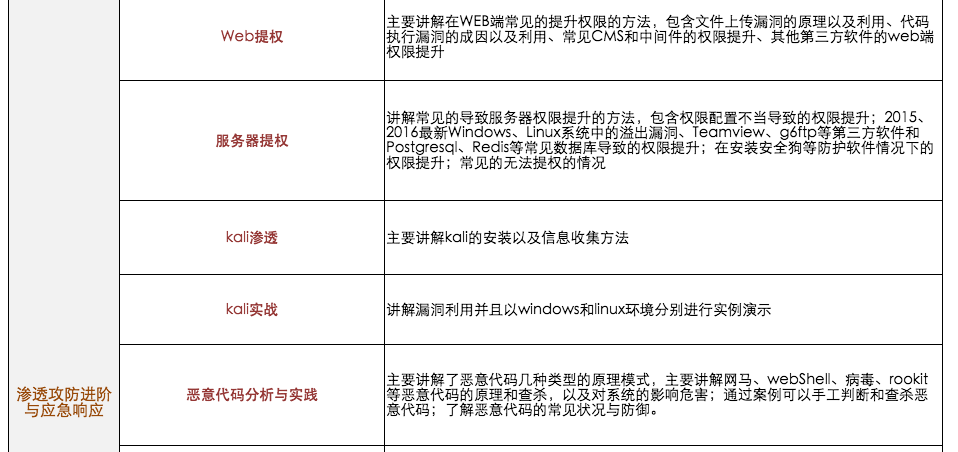 Web提权
主要讲解在WEB端常见的提升权限的方法，包含文件上传漏洞的原理以及利用、代码
执行漏洞的成因以及利用、常见CMS和中间件的权限提升、其他第三方软件的web端
权限提升
服务器提权
讲解常见的导致服务器权限提升的方法，包含权限配置不当导致的权限提升；2015、
2016最新Windows、Linux系统中的溢出漏洞、Teamview、g6ftp等第三方软件和
Postgresql、Redis等常见数据库导致的权限提升；在安装安全狗等防护软件情况下的
权限提升；常见的无法提权的情况
kali渗透
主要讲解kali的安装以及信息收集方法
kali实战
讲解漏洞利用并且以windows和linux环境分别进行实例演示
渗透攻防进阶
与应急响应
恶意代码分析与实践
主要讲解了恶意代码几种类型的原理模式，主要讲解网马、webShell、病毒、rookit
等恶意代码的原理和查杀，以及对系统的影响危害；通过案例可以手工判断和查杀恶
意代码；了解恶意代码的常见状况与防御。